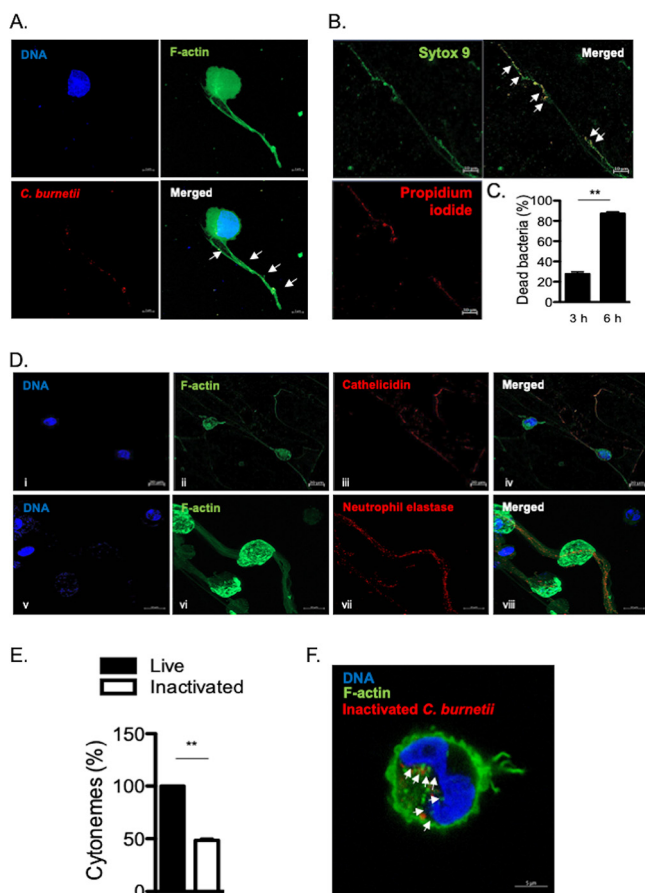 A.
DNA
F-actin
C. burnetii
Merged
B.
Sytox 9
Merged
Propidium
iodide
C.
**
Dead bacteria (%)
100
80
60
40
20
0
3 h
6 h
D.
DNA
F-actin
Cathelicidin
Merged
i
ii
iii
iv
DNA
F-actin
Neutrophil elastase
Merged
v
vi
vii
viii
E.
Live
Inactivated
**
Cytonemes (%)
150
100
50
0
F.
DNA
F-actin
Inactivated C. burnetii
5 µm